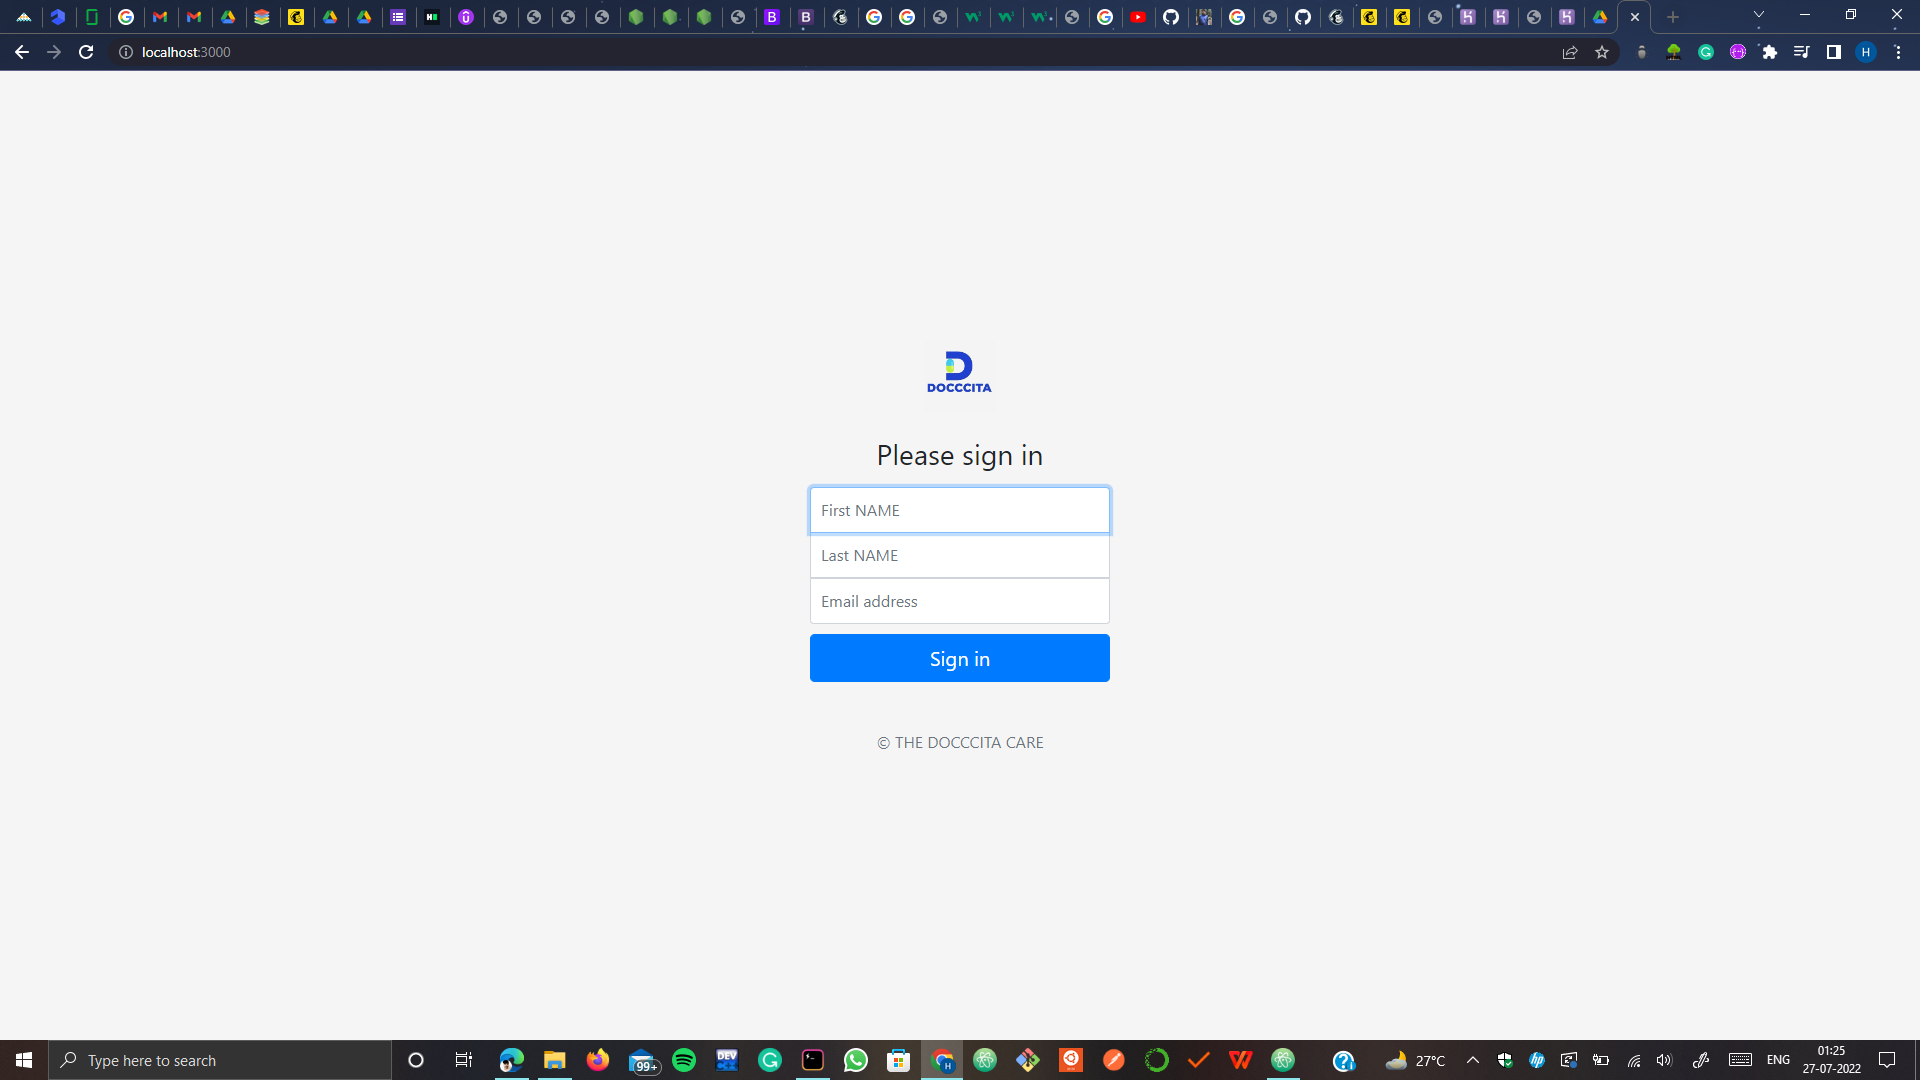 localhost:3000
H
DOCCCITA
Please sign in
First NAME
Last NAME
Email address
Sign in
© THE DOCCCITA CARE
Type here to search
99+
DEV
H
27°C
ENG
01:25
27-07-2022